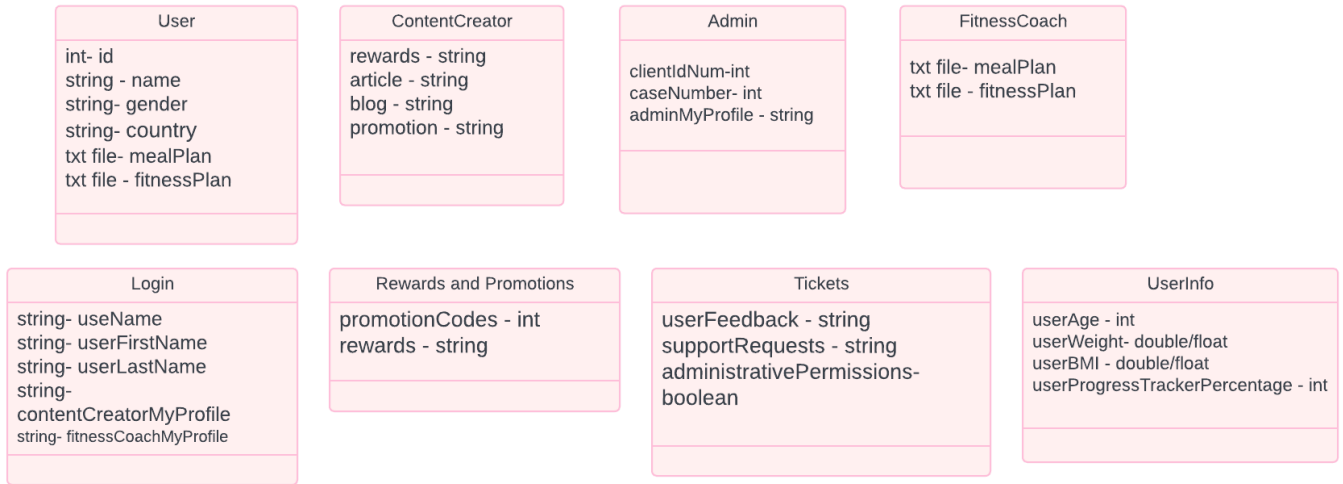 User
int- id
string - name
string- gender
string- country
txt file- mealPlan
txt file - fitnessPlan
ContentCreator
rewards - string
article - string
blog - string
promotion - string
Admin
clientIdNum-int
caseNumber- int
adminMyProfile - string
FitnessCoach
txt file- mealPlan
txt file - fitnessPlan
Login
string- useName
string- userFirstName
string- userLastName
string-
contentCreatorMyProfile
string- fitnessCoachMyProfile
Rewards and Promotions
promotionCodes - int
rewards - string
Tickets
userFeedback - string
supportRequests - string
administrativePermissions-
boolean
UserInfo
userAge - int
userWeight- double/float
userBMI - double/float
userProgressTrackerPercentage - int